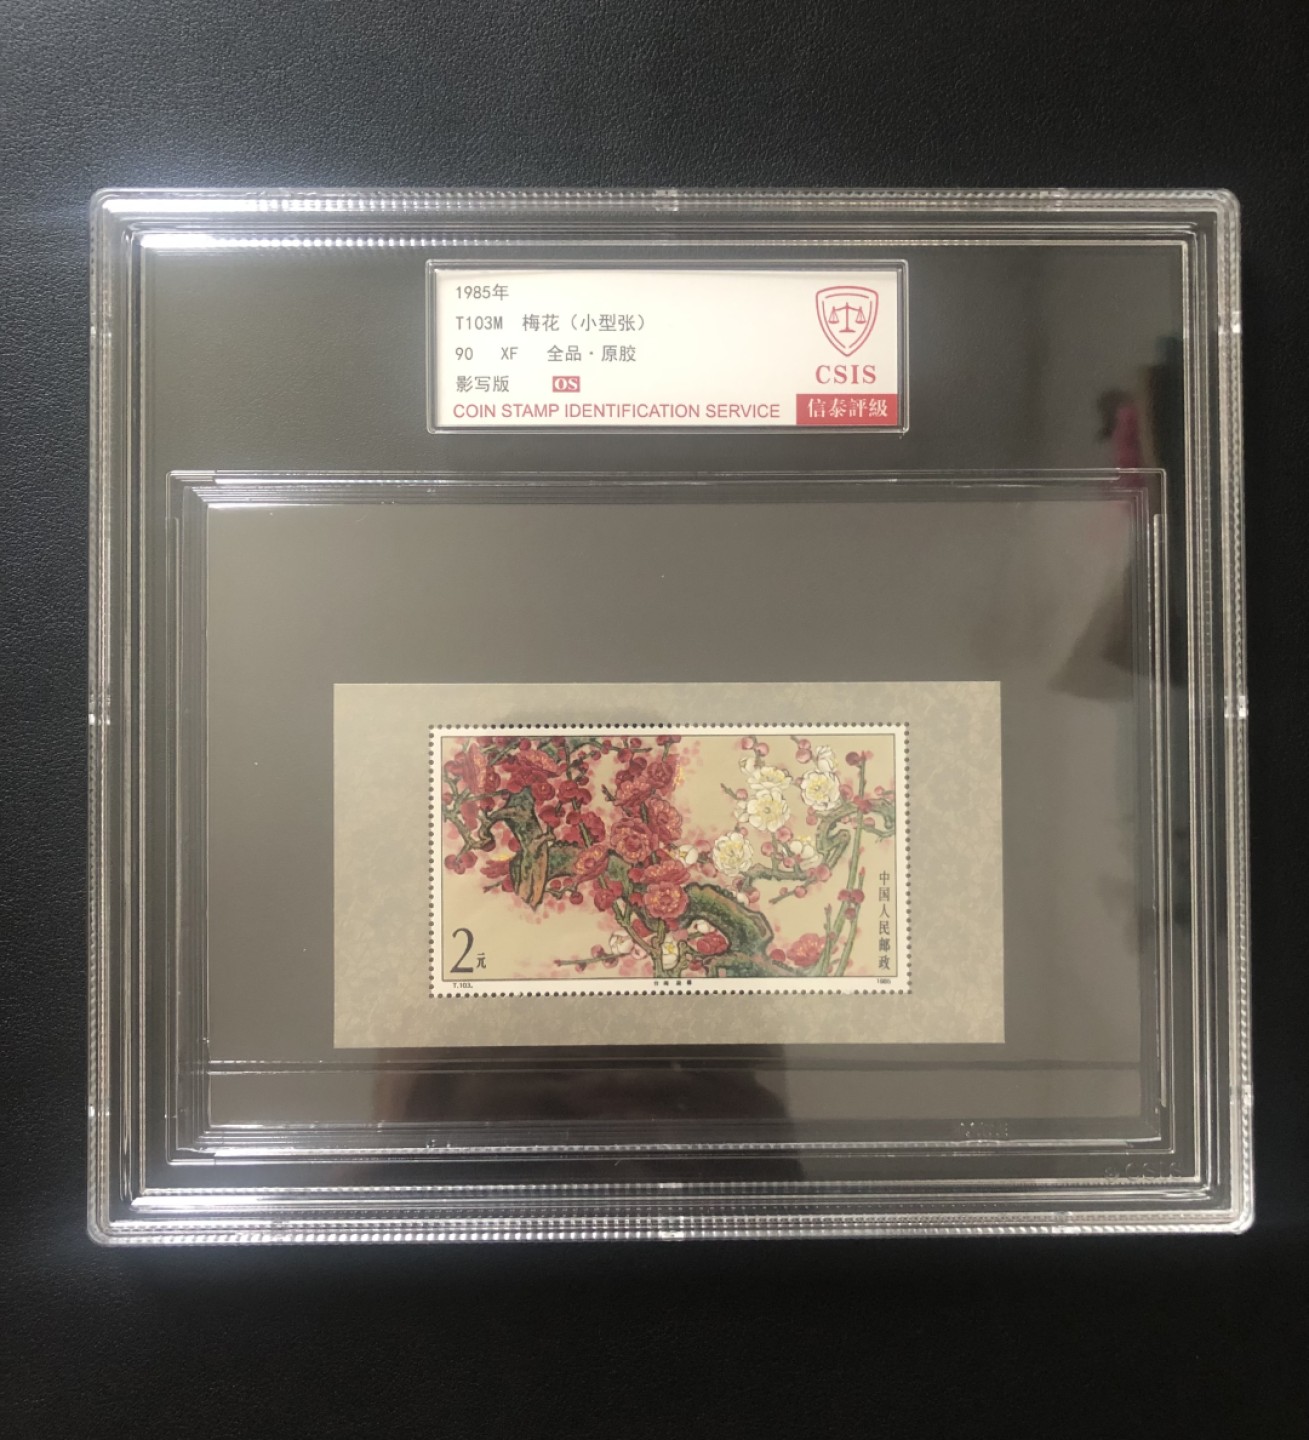 1985年
T103M 梅花（小型张）
90 XF 全品·原胶
影写版 OS
COIN STAMP IDENTIFICATION SERVICE
CSIS
信泰評級
中国人民邮政
2元
T.103.
1985